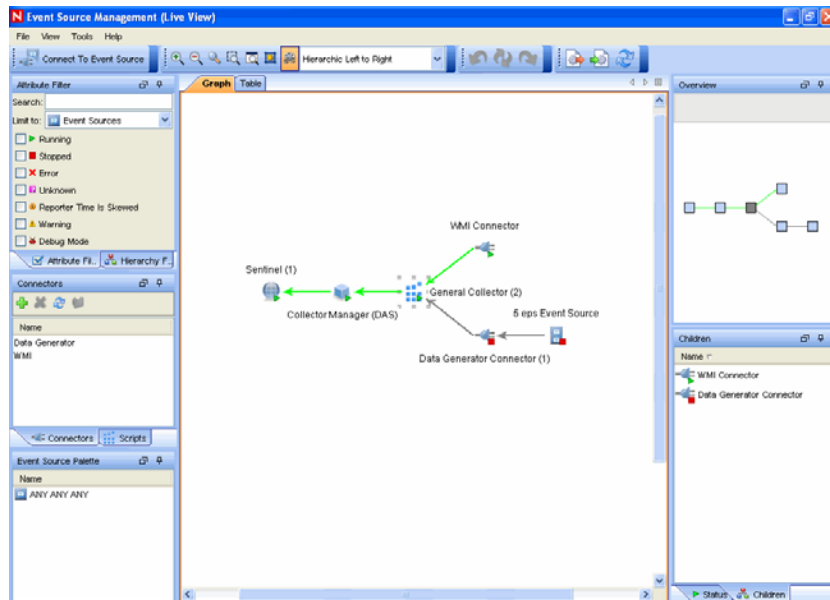 Event Source Management (Live View)
File View Tools Help
Connect To Event Source
Hierarchic Left to Right
Attribute Filter
Search:
Limit to: Event Sources
Running
Stopped
Error
Unknown
Reporter Time Is Skewed
Warning
Debug Mode
Attribute Fil.. Hierarchy F..
Connectors
Name
Data Generator
WMI
Connectors Scripts
Event Source Palette
Name
ANY ANY ANY
Graph Table
WMI Connector
Sentinel (1)
General Collector (2)
Collector Manager (DAS)
5 eps Event Source
Data Generator Connector (1)
Overview
Children
Name
WMI Connector
Data Generator Connector
Status Children